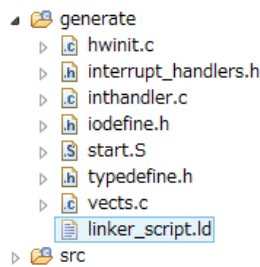 generate
.c hwinit.c
.h interrupt_handlers.h
.c inthandler.c
.h iodefine.h
.S start.S
.h typedefine.h
.c vects.c
linker_script.ld
src